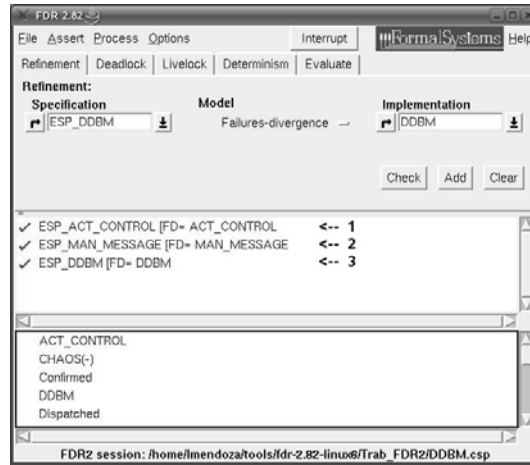 FDR 2.82
File Assert Process Options Interrupt FormalSystems Help
Refinement Deadlock Livelock Determinism Evaluate
Refinement:
Specification Model Implementation
ESP_DDBM Failures-divergence DDBM
Check Add Clear
ESP_ACT_CONTROL [FD= ACT_CONTROL <-- 1
ESP_MAN_MESSAGE [FD= MAN_MESSAGE <-- 2
ESP_DDBM [FD= DDBM <-- 3
ACT_CONTROL
CHAOS(-)
Confirmed
DDBM
Dispatched
FDR2 session: /home/lmendoza/tools/fdr-2.82-linux6/Trab_FDR2/DDBM.csp